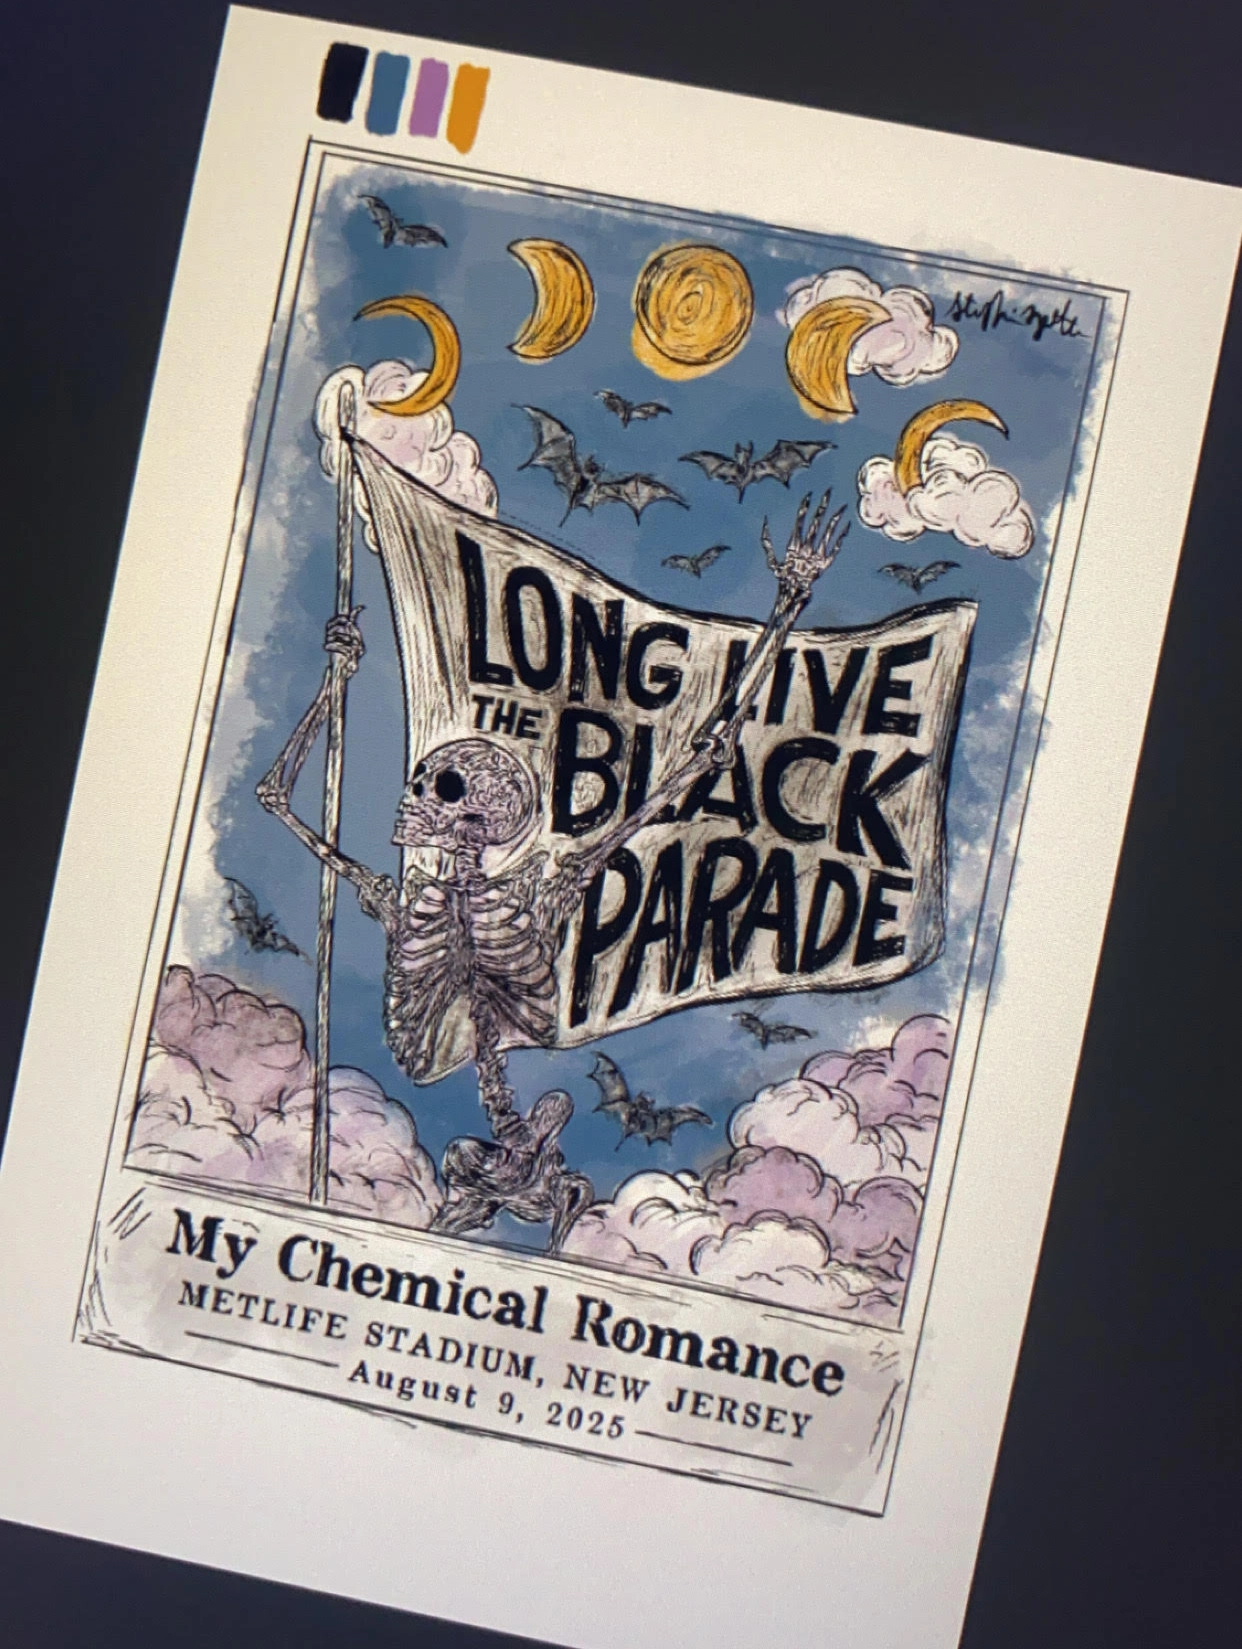 LONG LIVE
THE BLACK
PARADE
My Chemical Romance
METLIFE STADIUM, NEW JERSEY
August 9, 2025